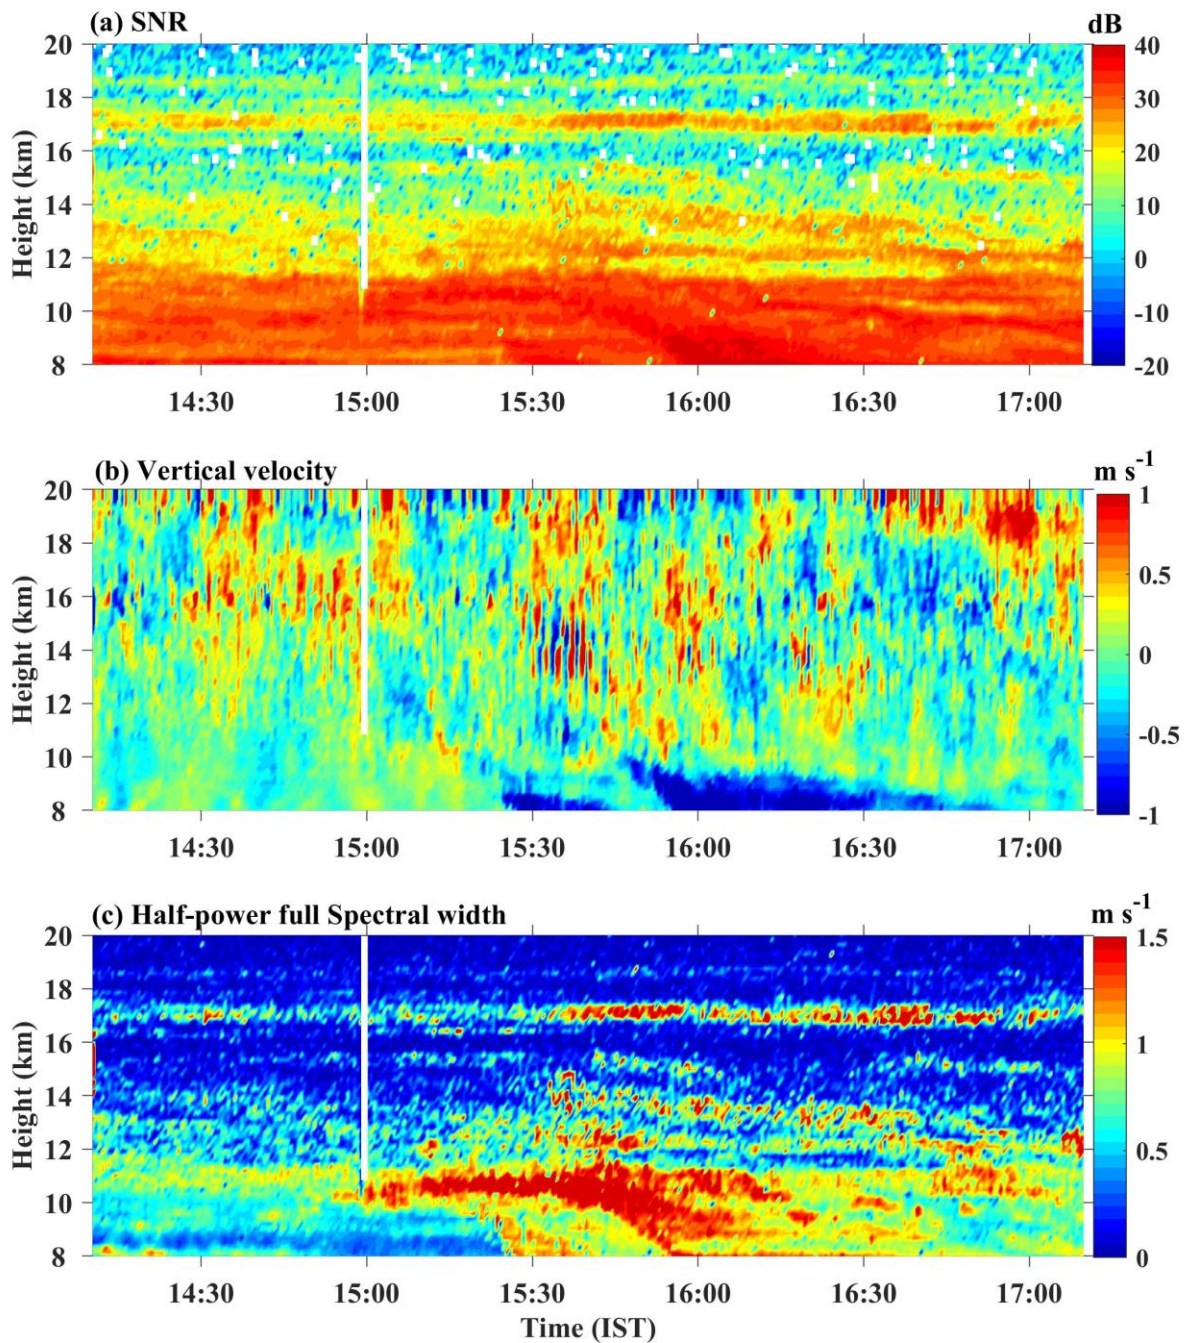 (a) SNR
dB
20
18
16
14
12
10
8
Height (km)
40
30
20
10
0
-10
-20
14:30 15:00 15:30 16:00 16:30 17:00
(b) Vertical velocity
m s-1
20
18
16
14
12
10
8
Height (km)
1
0.5
0
-0.5
-1
14:30 15:00 15:30 16:00 16:30 17:00
(c) Half-power full Spectral width
m s-1
20
18
16
14
12
10
8
Height (km)
1.5
1
0.5
0
14:30 15:00 15:30 16:00 16:30 17:00
Time (IST)